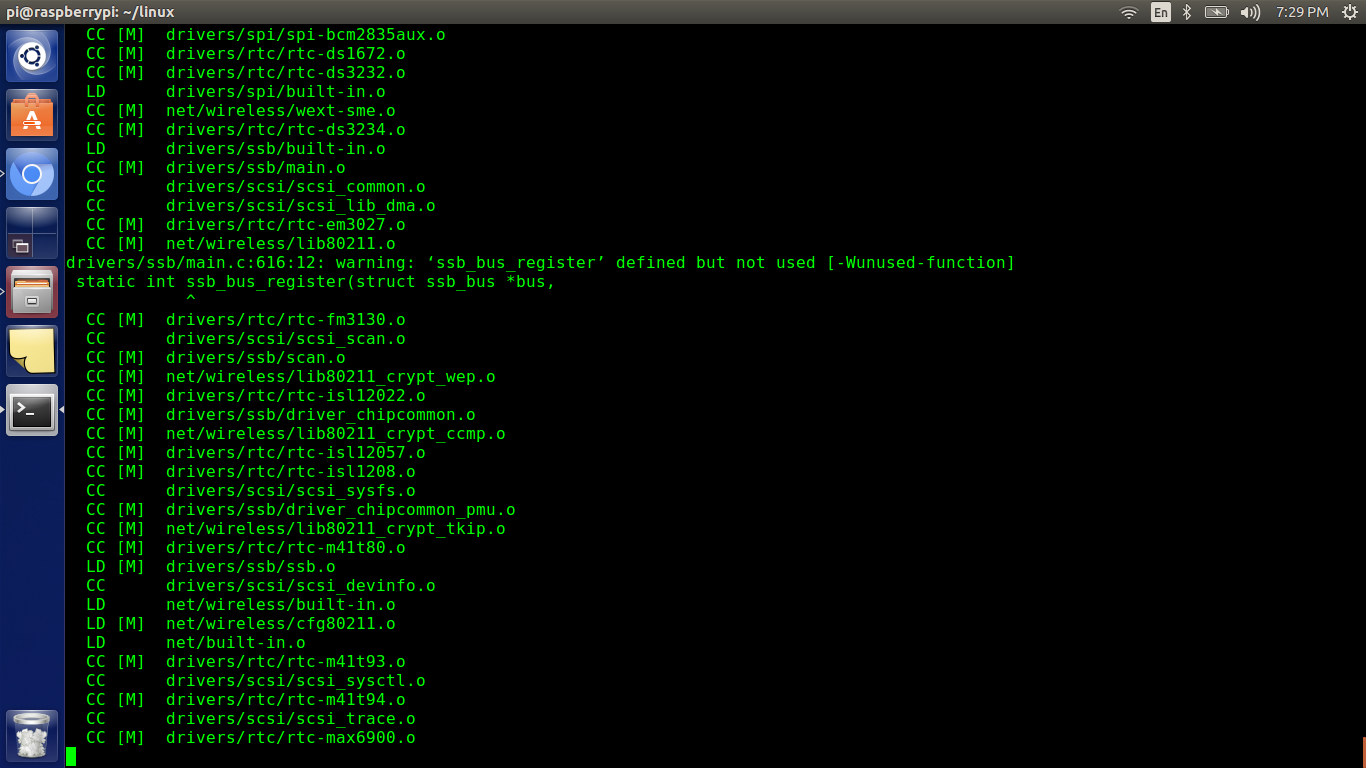 pi@raspberrypi: ~/linux
En
7:29 PM
CC [M] drivers/spi/spi-bcm2835aux.o
CC [M] drivers/rtc/rtc-ds1672.o
CC [M] drivers/rtc/rtc-ds3232.o
LD drivers/spi/built-in.o
CC [M] net/wireless/wext-sme.o
CC [M] drivers/rtc/rtc-ds3234.o
LD drivers/ssb/built-in.o
CC [M] drivers/ssb/main.o
CC drivers/scsi/scsi_common.o
CC drivers/scsi/scsi_lib_dma.o
CC [M] drivers/rtc/rtc-em3027.o
CC [M] net/wireless/lib80211.o
drivers/ssb/main.c:616:12: warning: ‘ssb_bus_register’ defined but not used [-Wunused-function]
static int ssb_bus_register(struct ssb_bus *bus,
^
CC [M] drivers/rtc/rtc-fm3130.o
CC drivers/scsi/scsi_scan.o
CC [M] drivers/ssb/scan.o
CC [M] net/wireless/lib80211_crypt_wep.o
CC [M] drivers/rtc/rtc-isl12022.o
CC [M] drivers/ssb/driver_chipcommon.o
CC [M] net/wireless/lib80211_crypt_ccmp.o
CC [M] drivers/rtc/rtc-isl12057.o
CC [M] drivers/rtc/rtc-isl1208.o
CC drivers/scsi/scsi_sysfs.o
CC [M] drivers/ssb/driver_chipcommon_pmu.o
CC [M] net/wireless/lib80211_crypt_tkip.o
CC [M] drivers/rtc/rtc-m41t80.o
LD [M] drivers/ssb/ssb.o
CC drivers/scsi/scsi_devinfo.o
LD net/wireless/built-in.o
LD [M] net/wireless/cfg80211.o
LD net/built-in.o
CC [M] drivers/rtc/rtc-m41t93.o
CC drivers/scsi/scsi_sysctl.o
CC [M] drivers/rtc/rtc-m41t94.o
CC drivers/scsi/scsi_trace.o
CC [M] drivers/rtc/rtc-max6900.o